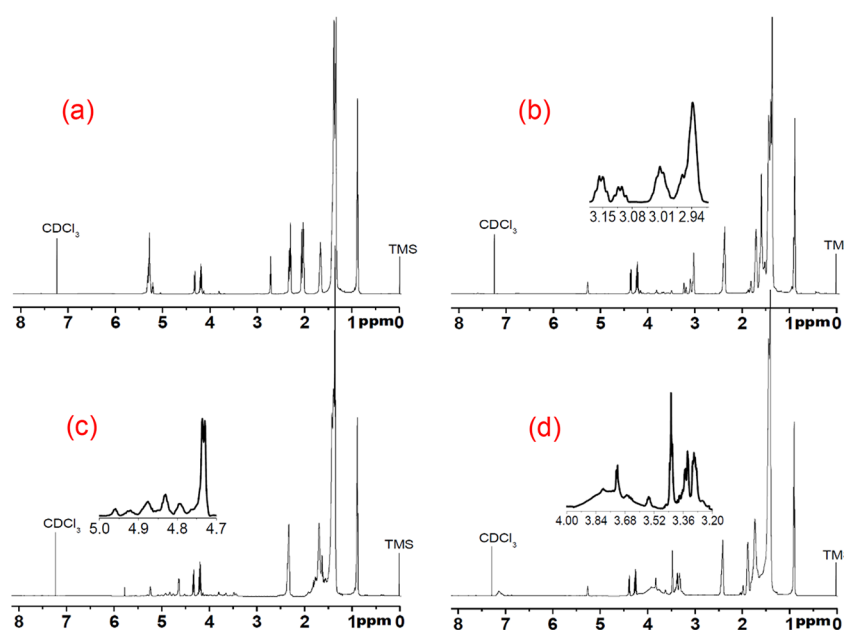 (a)
CDCl3
TMS
8 7 6 5 4 3 2 1 ppm 0
(b)
3.15 3.08 3.01 2.94
CDCl3
TM
8 7 6 5 4 3 2 1 ppm 0
(c)
5.0 4.9 4.8 4.7
CDCl3
TMS
8 7 6 5 4 3 2 1 ppm 0
(d)
4.00 3.84 3.68 3.52 3.36 3.20
CDCl3
TM
8 7 6 5 4 3 2 1 ppm 0